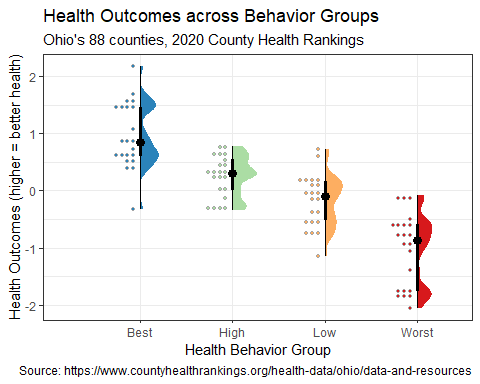 Health Outcomes across Behavior Groups
Ohio's 88 counties, 2020 County Health Rankings
Health Outcomes (higher = better health)
2
1
0
-1
-2
Best
High
Low
Worst
Health Behavior Group
Source: https://www.countyhealthrankings.org/health-data/ohio/data-and-resources